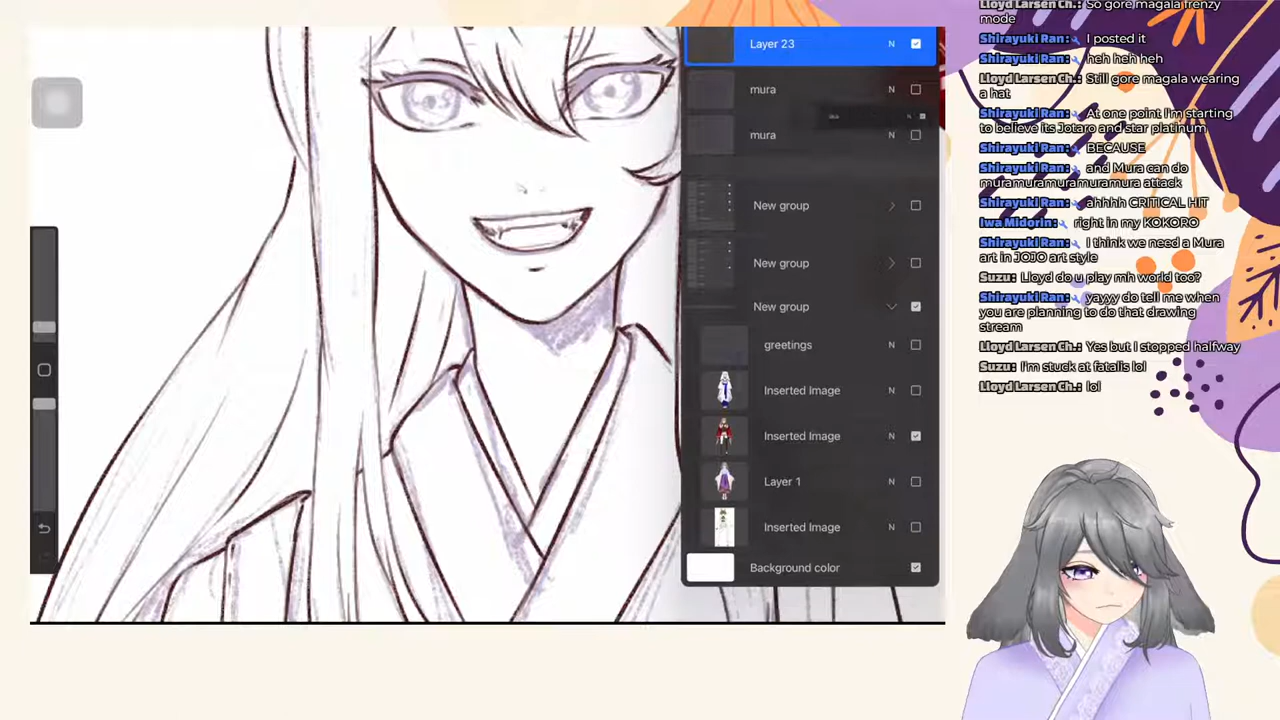 Layer 23 N
mura N
mura N
New group
New group
New group
greetings N
Inserted Image N
Inserted Image N
Layer 1 N
Inserted Image N
Background color
Lloyd Larsen Ch.: So gore magala frenzy
mode
Shirayuki Ran: I posted it
Shirayuki Ran: heh heh heh
Lloyd Larsen Ch.: Still gore magala wearing
a hat
Shirayuki Ran: At one point I'm starting
to believe its Jotaro and star platinum
Shirayuki Ran: BECAUSE
Shirayuki Ran: and Mura can do
muramuramuramuramura attack
Shirayuki Ran: ahhhh CRITICAL HIT
Iwa Midorin: right in my KOKORO
Shirayuki Ran: I think we need a Mura
art in JOJO art style
Suzu: Lloyd do u play mh world too?
Shirayuki Ran: yayyy do tell me when
you are planning to do that drawing
stream
Lloyd Larsen Ch.: Yes but I stopped halfway
Suzu: I'm stuck at fatalis lol
Lloyd Larsen Ch.: lol